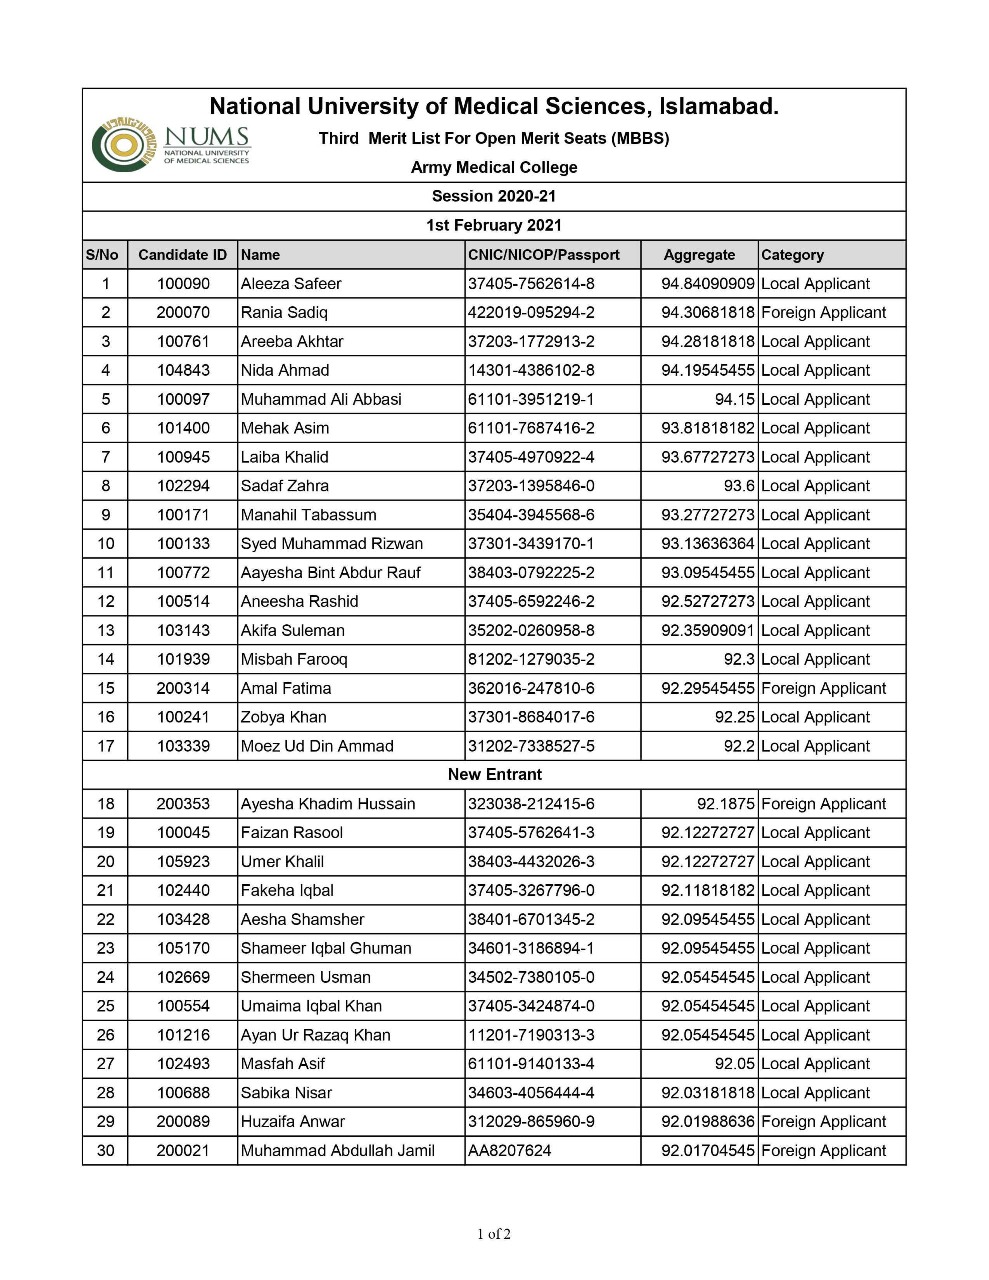 National University of Medical Sciences, Islamabad.
NUMS
NATIONAL UNIVERSITY
OF MEDICAL SCIENCES
Third Merit List For Open Merit Seats (MBBS)
Army Medical College
Session 2020-21
1st February 2021
S/No Candidate ID Name CNIC/NICOP/Passport Aggregate Category
1 100090 Aleeza Safeer 37405-7562614-8 94.84090909 Local Applicant
2 200070 Rania Sadiq 422019-095294-2 94.30681818 Foreign Applicant
3 100761 Areeba Akhtar 37203-1772913-2 94.28181818 Local Applicant
4 104843 Nida Ahmad 14301-4386102-8 94.19545455 Local Applicant
5 100097 Muhammad Ali Abbasi 61101-3951219-1 94.15 Local Applicant
6 101400 Mehak Asim 61101-7687416-2 93.81818182 Local Applicant
7 100945 Laiba Khalid 37405-4970922-4 93.67727273 Local Applicant
8 102294 Sadaf Zahra 37203-1395846-0 93.6 Local Applicant
9 100171 Manahil Tabassum 35404-3945568-6 93.27727273 Local Applicant
10 100133 Syed Muhammad Rizwan 37301-3439170-1 93.13636364 Local Applicant
11 100772 Aayesha Bint Abdur Rauf 38403-0792225-2 93.09545455 Local Applicant
12 100514 Aneesha Rashid 37405-6592246-2 92.52727273 Local Applicant
13 103143 Akifa Suleman 35202-0260958-8 92.35909091 Local Applicant
14 101939 Misbah Farooq 81202-1279035-2 92.3 Local Applicant
15 200314 Amal Fatima 362016-247810-6 92.29545455 Foreign Applicant
16 100241 Zobya Khan 37301-8684017-6 92.25 Local Applicant
17 103339 Moez Ud Din Ammad 31202-7338527-5 92.2 Local Applicant
New Entrant
18 200353 Ayesha Khadim Hussain 323038-212415-6 92.1875 Foreign Applicant
19 100045 Faizan Rasool 37405-5762641-3 92.12272727 Local Applicant
20 105923 Umer Khalil 38403-4432026-3 92.12272727 Local Applicant
21 102440 Fakeha Iqbal 37405-3267796-0 92.11818182 Local Applicant
22 103428 Aesha Shamsher 38401-6701345-2 92.09545455 Local Applicant
23 105170 Shameer Iqbal Ghuman 34601-3186894-1 92.09545455 Local Applicant
24 102669 Shermeen Usman 34502-7380105-0 92.05454545 Local Applicant
25 100554 Umaima Iqbal Khan 37405-3424874-0 92.05454545 Local Applicant
26 101216 Ayan Ur Razaq Khan 11201-7190313-3 92.05454545 Local Applicant
27 102493 Masfah Asif 61101-9140133-4 92.05 Local Applicant
28 100688 Sabika Nisar 34603-4056444-4 92.03181818 Local Applicant
29 200089 Huzaifa Anwar 312029-865960-9 92.01988636 Foreign Applicant
30 200021 Muhammad Abdullah Jamil AA8207624 92.01704545 Foreign Applicant
1 of 2